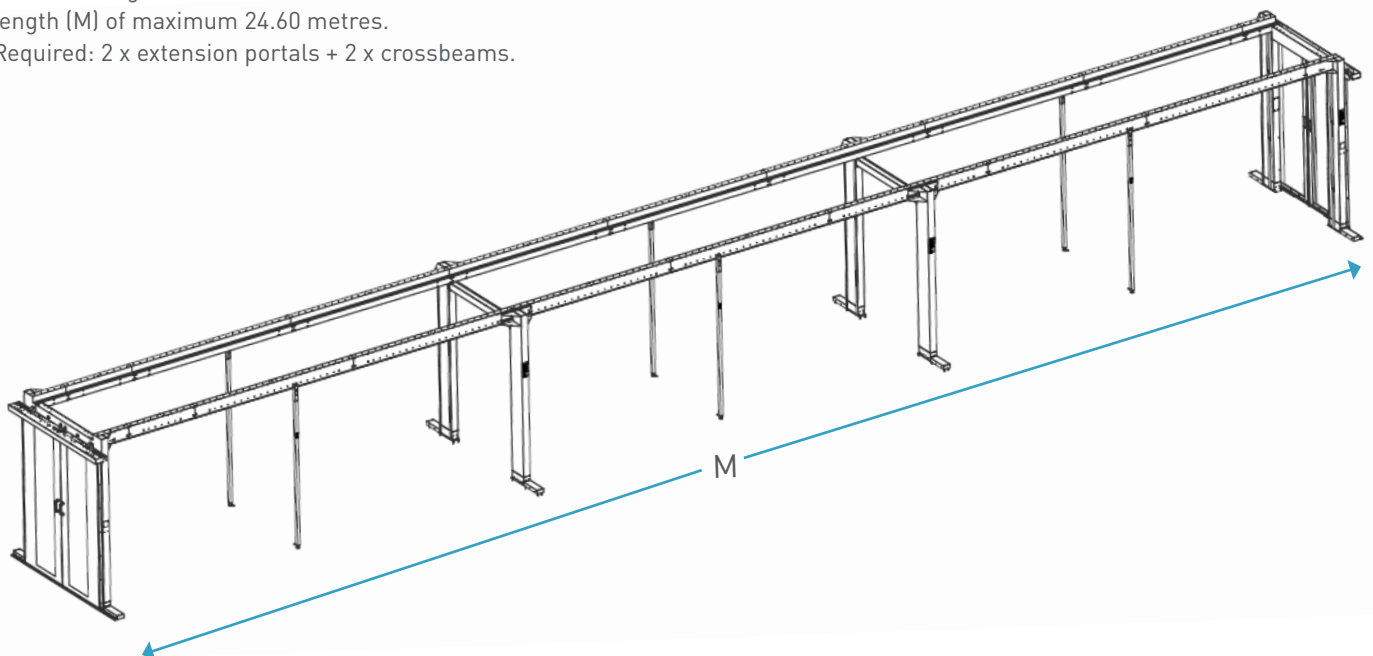 ength (M) of maximum 24.60 metres.
Required: 2 x extension portals + 2 x crossbeams.
M